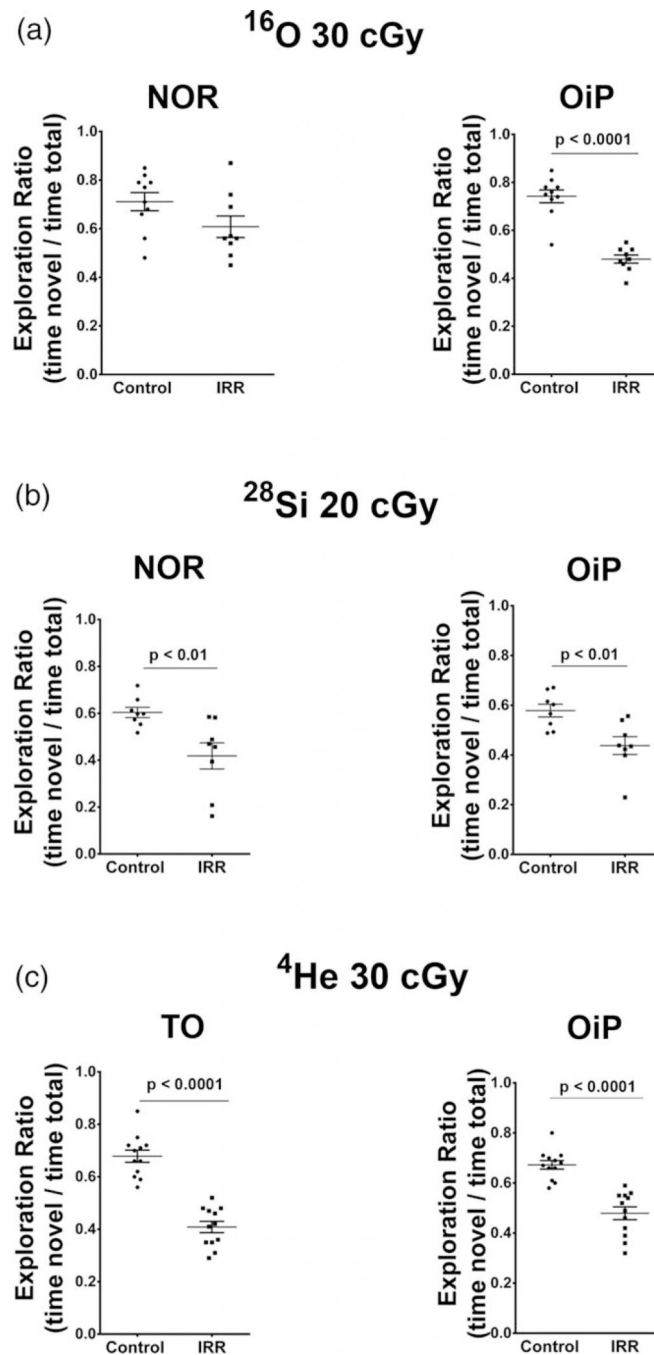 (a)
¹⁶O 30 cGy
NOR
Exploration Ratio
(time novel / time total)
1.0
0.8
0.6
0.4
0.2
0.0
Control IRR
OiP
Exploration Ratio
(time novel / time total)
1.0
0.8
0.6
0.4
0.2
0.0
p < 0.0001
Control IRR
(b)
²⁸Si 20 cGy
NOR
Exploration Ratio
(time novel / time total)
1.0
0.8
0.6
0.4
0.2
0.0
p < 0.01
Control IRR
OiP
Exploration Ratio
(time novel / time total)
1.0
0.8
0.6
0.4
0.2
0.0
p < 0.01
Control IRR
(c)
⁴He 30 cGy
TO
Exploration Ratio
(time novel / time total)
1.0
0.8
0.6
0.4
0.2
0.0
p < 0.0001
Control IRR
OiP
Exploration Ratio
(time novel / time total)
1.0
0.8
0.6
0.4
0.2
0.0
p < 0.0001
Control IRR